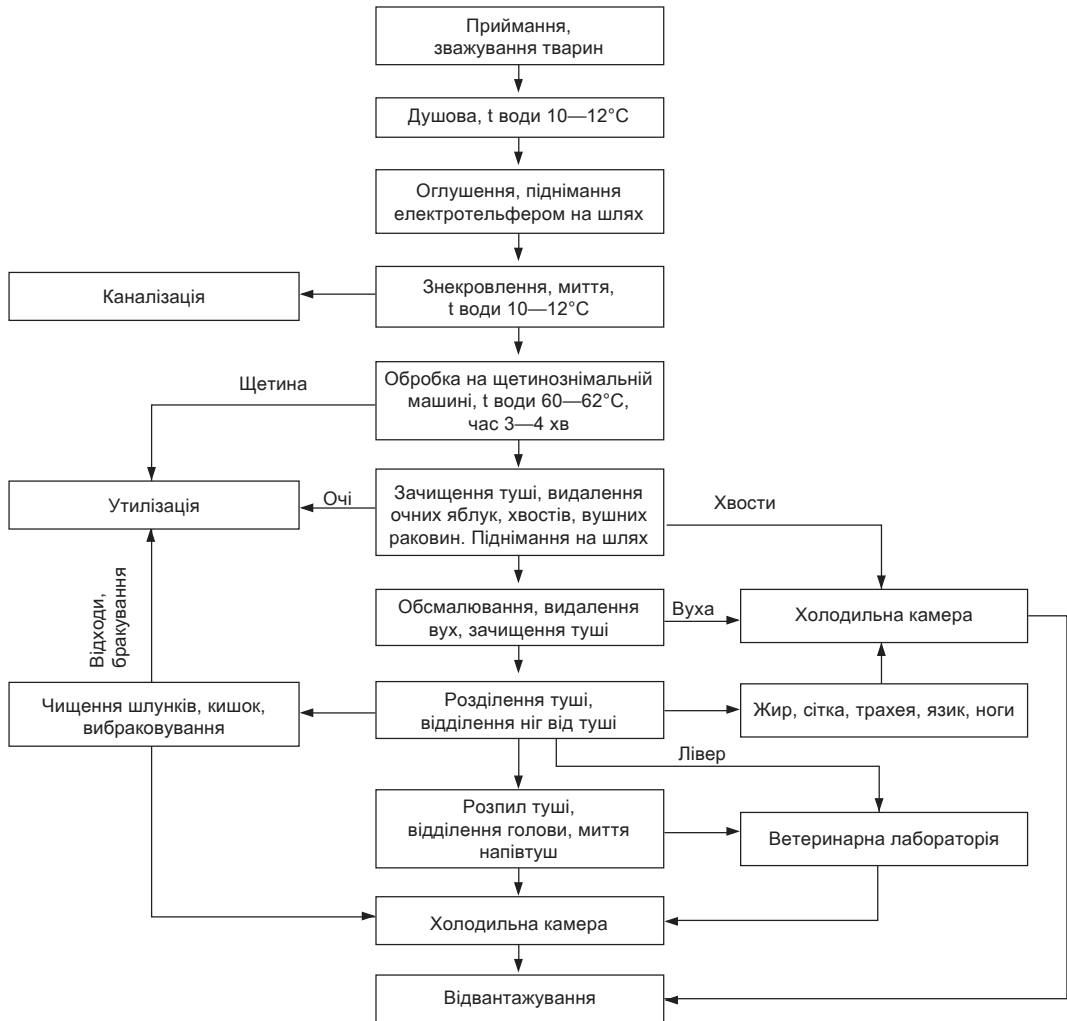 Приймання,
зважування тварин
Душова, t води 10—12°C
Оглушення, піднімання
електротельфером на шлях
Каналізація
Знекровлення, миття,
t води 10—12°C
Щетина
Обробка на щетинознімальній
машині, t води 60—62°C,
час 3—4 хв
Утилізація
Очі
Зачищення туші, видалення
очних яблук, хвостів, вушних
раковин. Піднімання на шлях
Хвости
Відходи,
бракування
Обсмалювання, видалення
вух, зачищення туші
Вуха
Холодильна камера
Чищення шлунків, кишок,
вибраковування
Розділення туші,
відділення ніг від туші
Жир, сітка, трахея, язик, ноги
Лівер
Розпил туші,
відділення голови, миття
напівтуш
Ветеринарна лабораторія
Холодильна камера
Відвантажування